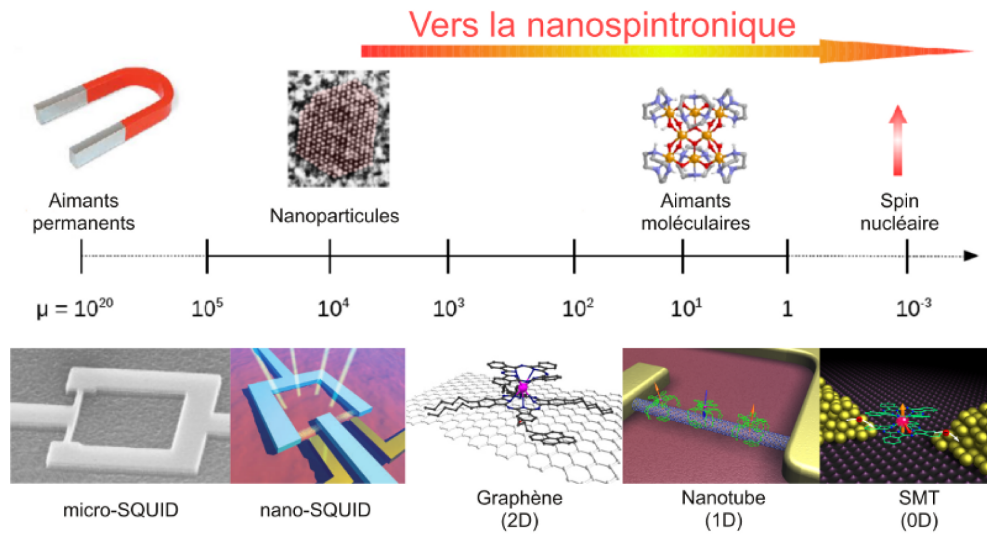 Vers la nanospintronique
Aimants
permanents
Nanoparticules
Aimants
moléculaires
Spin
nucléaire
μ = 10²⁰ 10⁵ 10⁴ 10³ 10² 10¹ 1 10⁻³
micro-SQUID
nano-SQUID
Graphène
(2D)
Nanotube
(1D)
SMT
(0D)